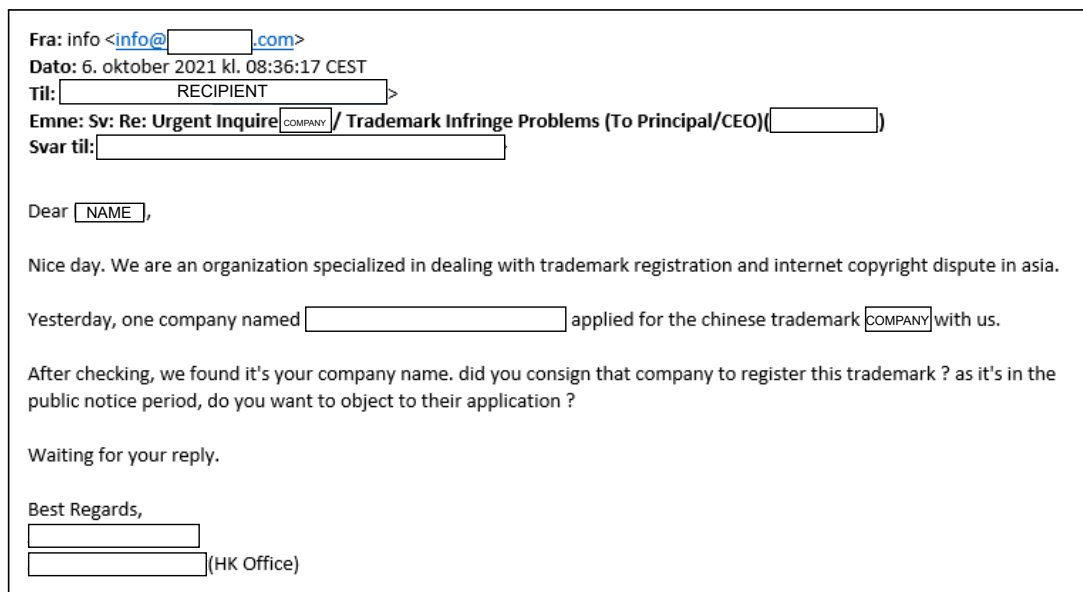 Fra: info <info@ .com>
Dato: 6. oktober 2021 kl. 08:36:17 CEST
Til: RECIPIENT >
Emne: Sv: Re: Urgent Inquire COMPANY / Trademark Infringe Problems (To Principal/CEO)( )
Svar til:
Dear NAME ,
Nice day. We are an organization specialized in dealing with trademark registration and internet copyright dispute in asia.
Yesterday, one company named applied for the chinese trademark COMPANY with us.
After checking, we found it's your company name. did you consign that company to register this trademark ? as it's in the
public notice period, do you want to object to their application ?
Waiting for your reply.
Best Regards,
(HK Office)